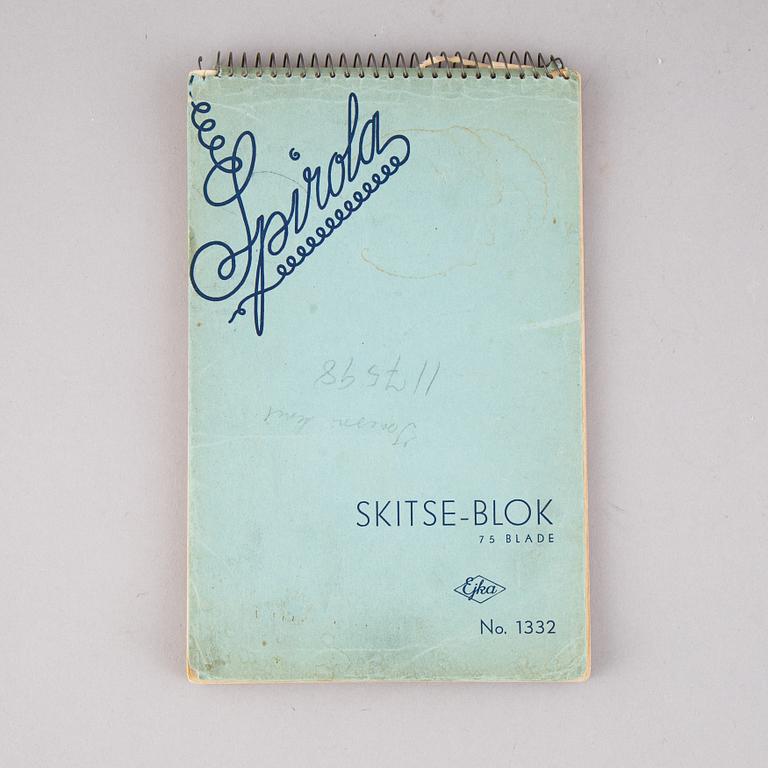 Spirola
117598
SKITSE-BLOK
75 BLADE
Ejka
No. 1332